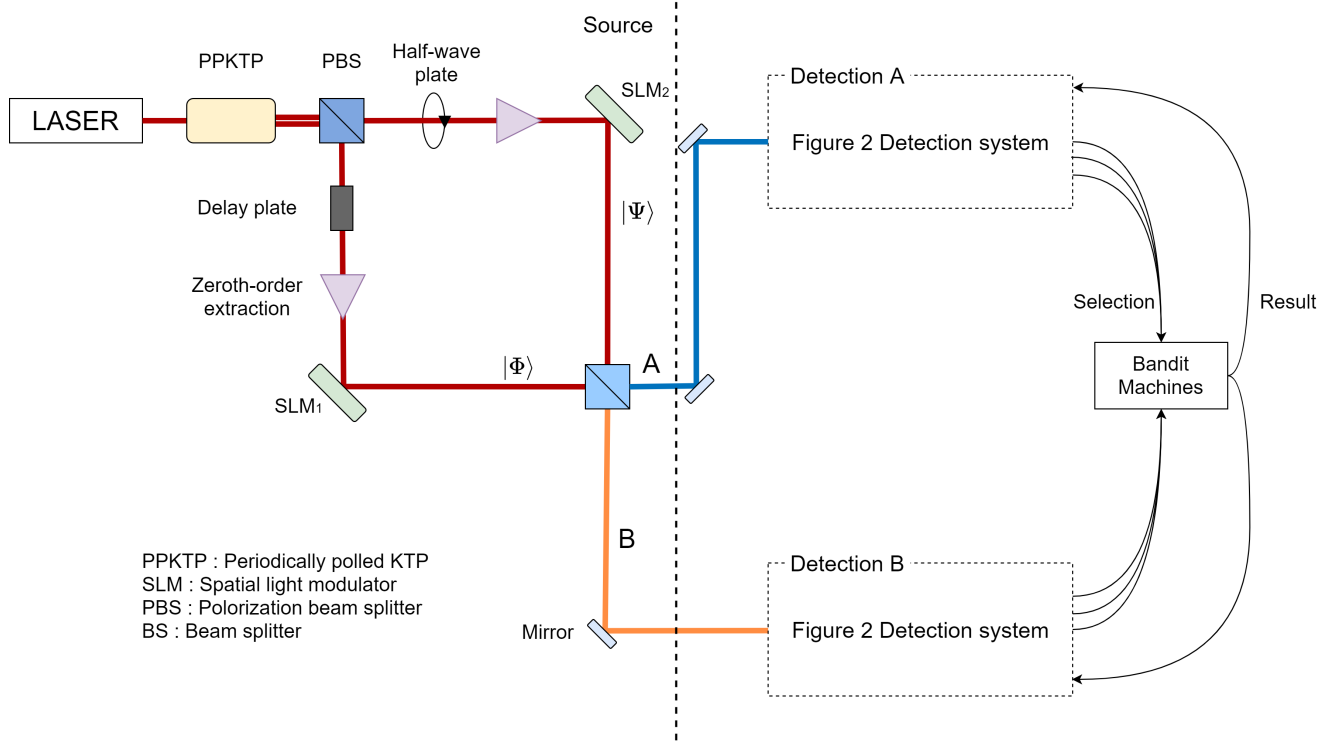 Source
Half-wave
plate
PPKTP
PBS
LASER
SLM2
Detection A
Figure 2 Detection system
Delay plate
|Ψ⟩
Zeroth-order
extraction
Selection
Result
|Φ⟩
A
Bandit
Machines
SLM1
B
PPKTP : Periodically polled KTP
SLM : Spatial light modulator
PBS : Polorization beam splitter
BS : Beam splitter
Mirror
Detection B
Figure 2 Detection system